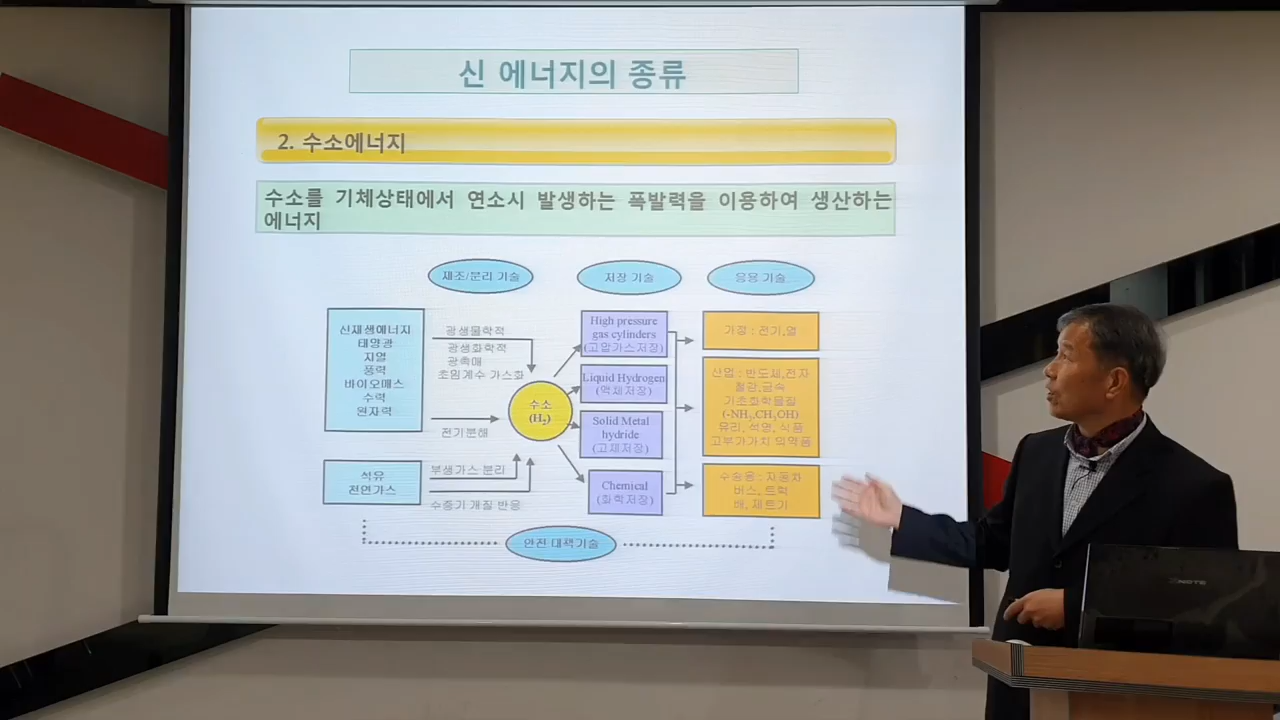 신 에너지의 종류
2. 수소에너지
수소를 기체상태에서 연소시 발생하는 폭발력을 이용하여 생산하는
에너지
제조/분리 기술
저장 기술
응용 기술
신재생에너지
태양광
지열
풍력
바이오매스
수력
원자력
석유
천연가스
광생물학적
광생화학적
광촉매
초임계수 가스화
전기분해
부생가스 분리
수증기 개질 반응
수소
(H₂)
High pressure
gas cylinders
(고압가스저장)
Liquid Hydrogen
(액체저장)
Solid Metal
hydride
(고체저장)
Chemical
(화학저장)
가정 : 전기,열
산업 : 반도체,전자
철강,금속
기초화학물질
(-NH₃,CH₃OH)
유리, 석영, 식품
고부가가치 의약품
수송용 : 자동차
버스, 트럭
배, 제트기
안전 대책기술